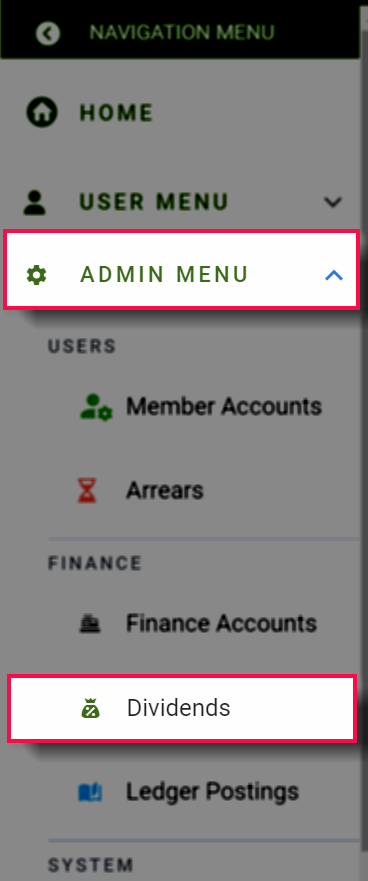 NAVIGATION MENU
HOME
USER MENU
ADMIN MENU
USERS
Member Accounts
Arrears
FINANCE
Finance Accounts
Dividends
Ledger Postings
SYSTEM